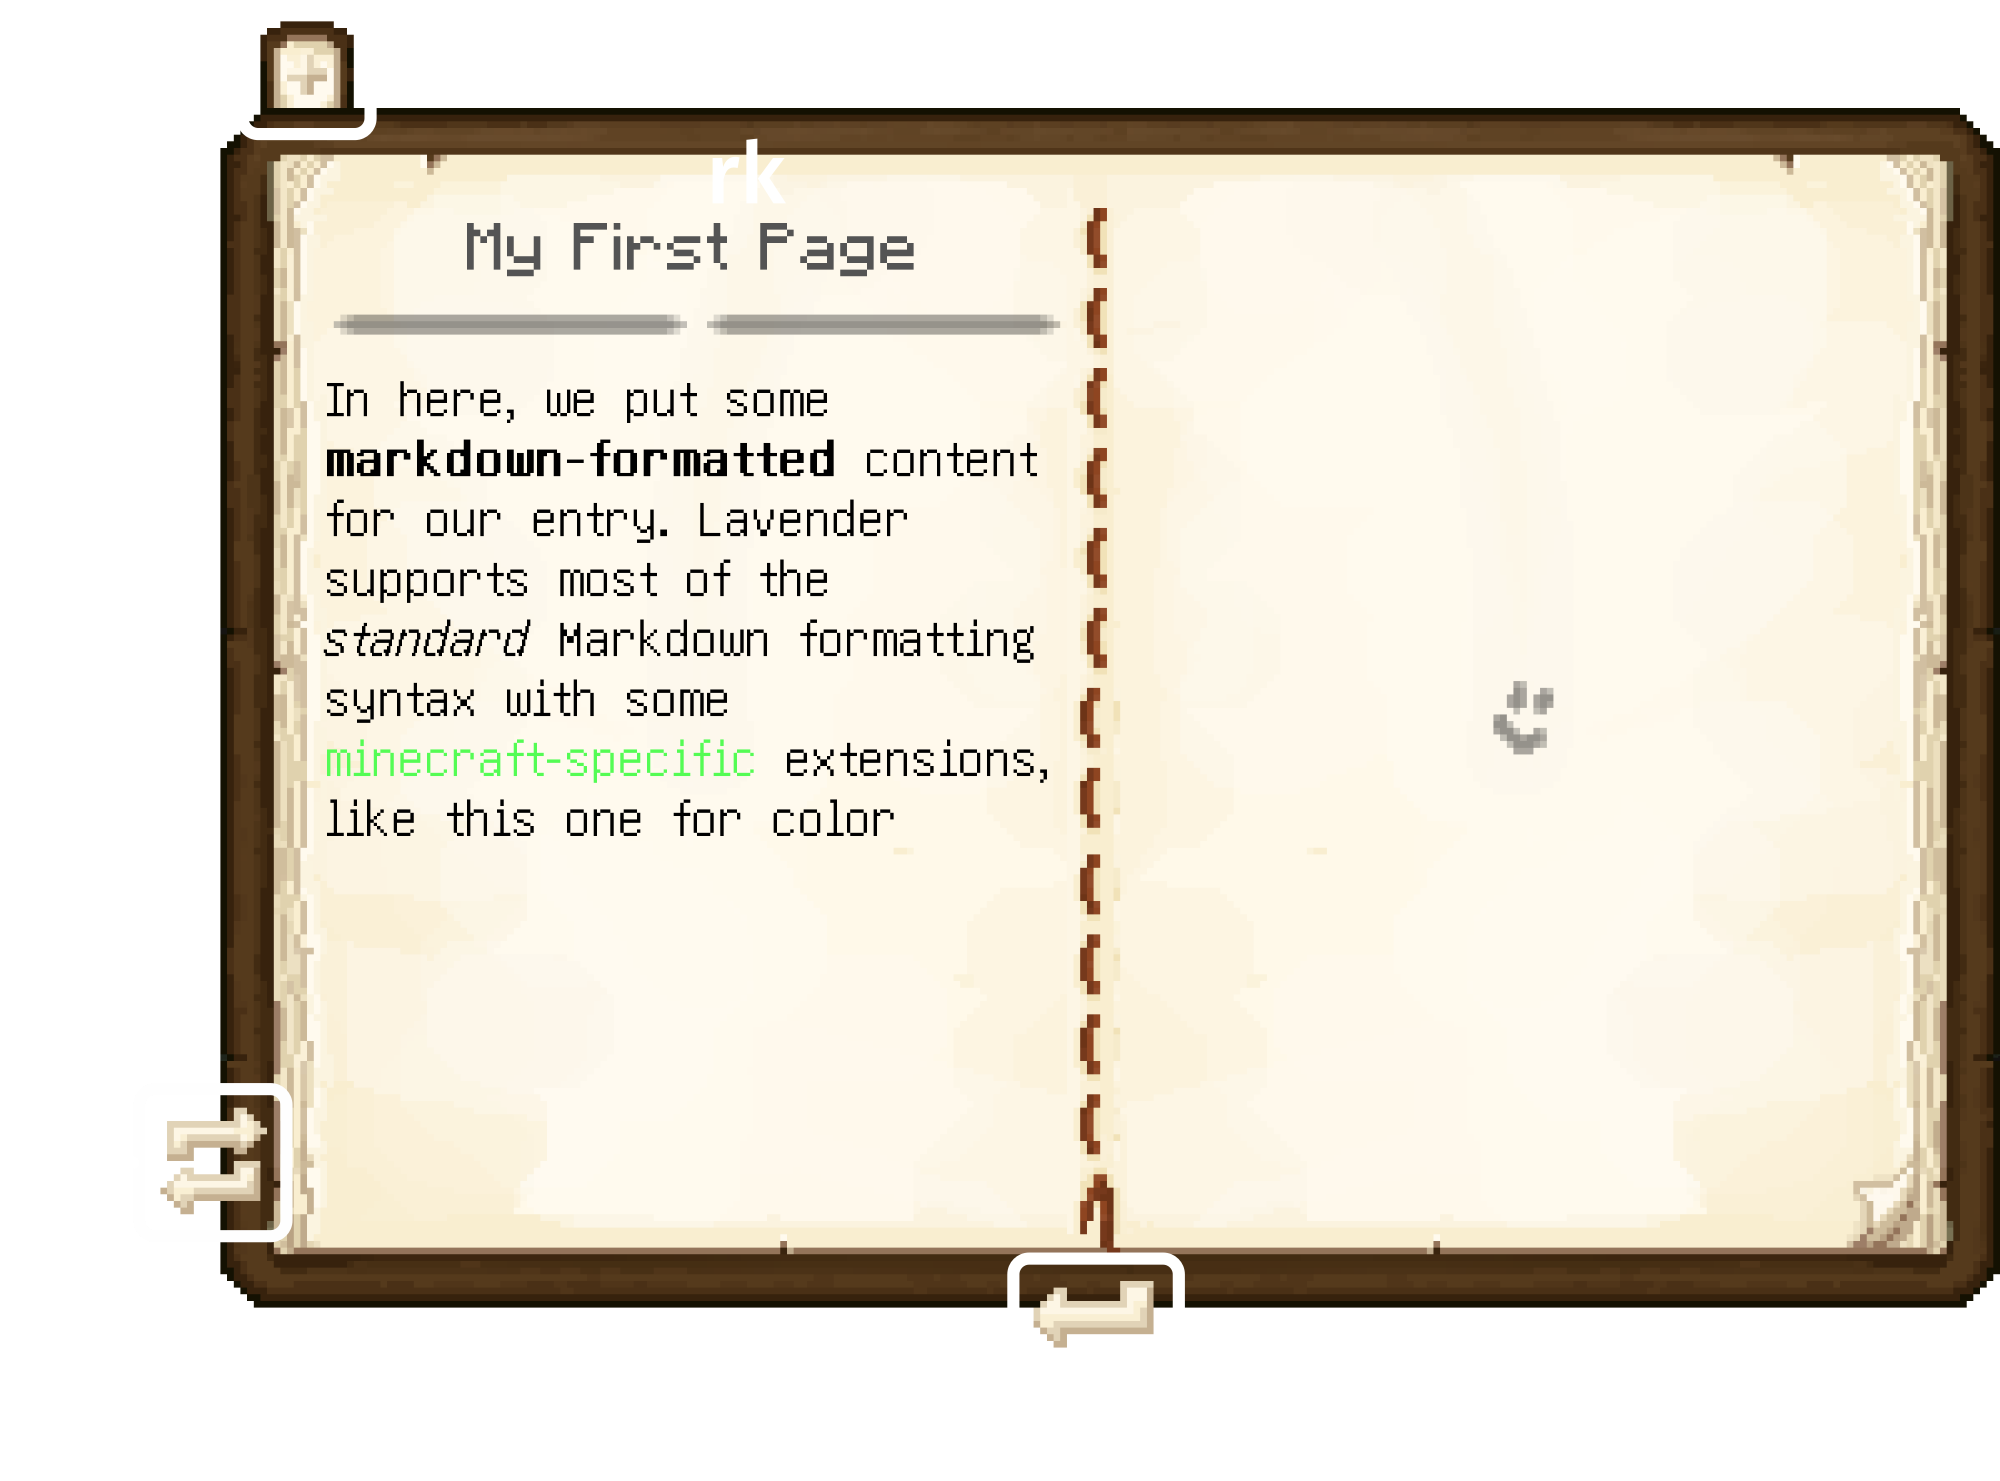 rk
My First Page
In here, we put some
markdown-formatted content
for our entry. Lavender
supports most of the
standard Markdown formatting
syntax with some
minecraft-specific extensions,
like this one for color